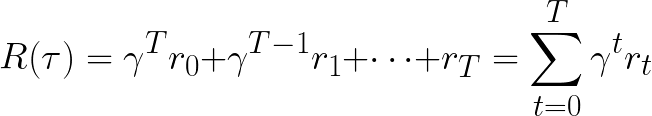 R(τ) = γ^T r_0 + γ^{T−1} r_1 + ⋯ + r_T = ∑_{t=0}^{T} γ^t r_t